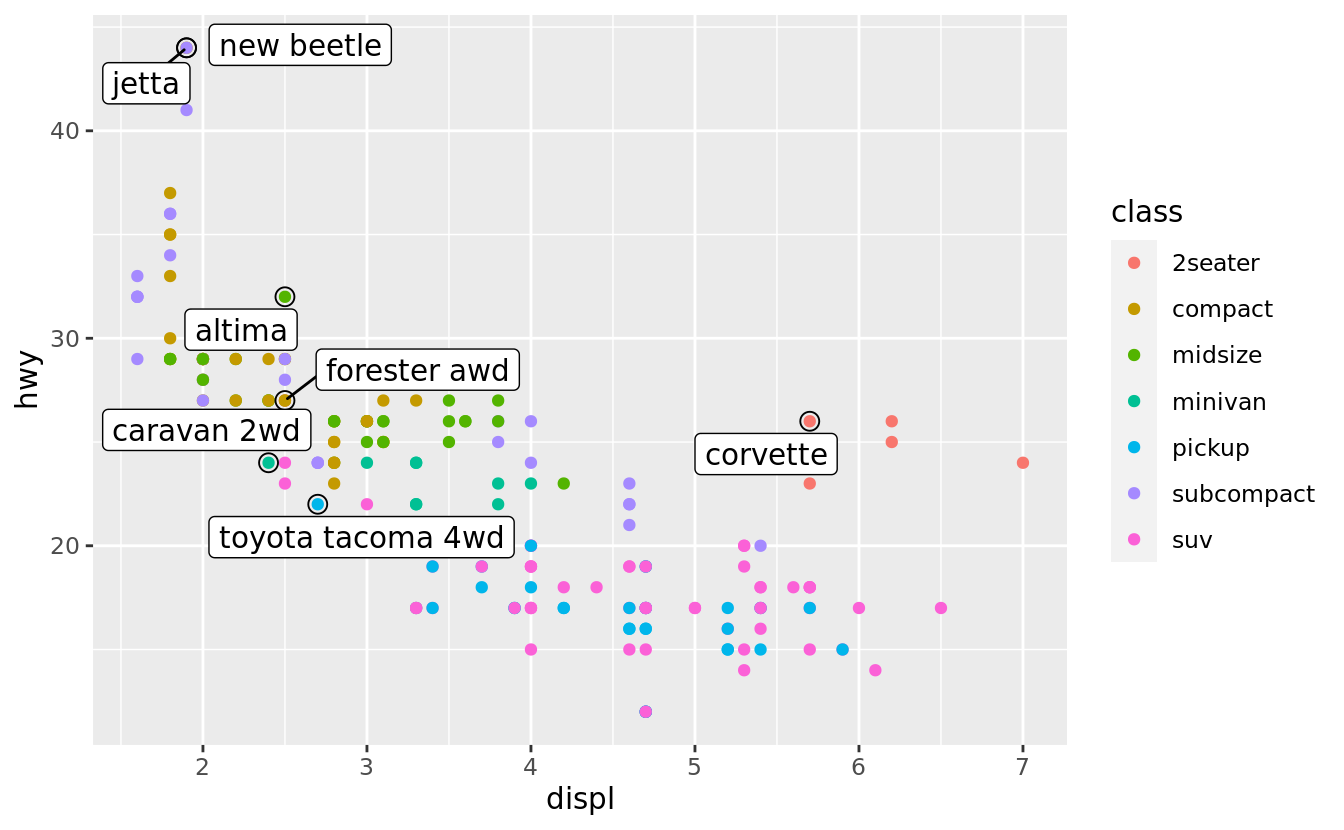 new beetle
jetta
altima
forester awd
caravan 2wd
corvette
toyota tacoma 4wd
40
30
20
hwy
2
3
4
5
6
7
displ
class
2seater
compact
midsize
minivan
pickup
subcompact
suv